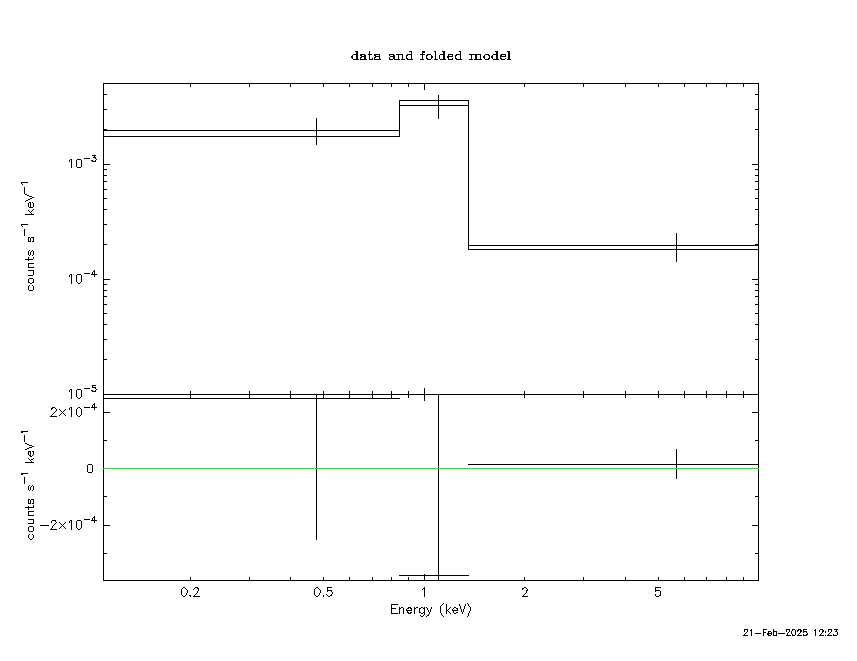 data and folded model
counts s⁻¹ keV⁻¹
10⁻³
10⁻⁴
10⁻⁵
counts s⁻¹ keV⁻¹
2×10⁻⁴
0
−2×10⁻⁴
0.2 0.5 1 2 5
Energy (keV)
21-Feb-2025 12:23